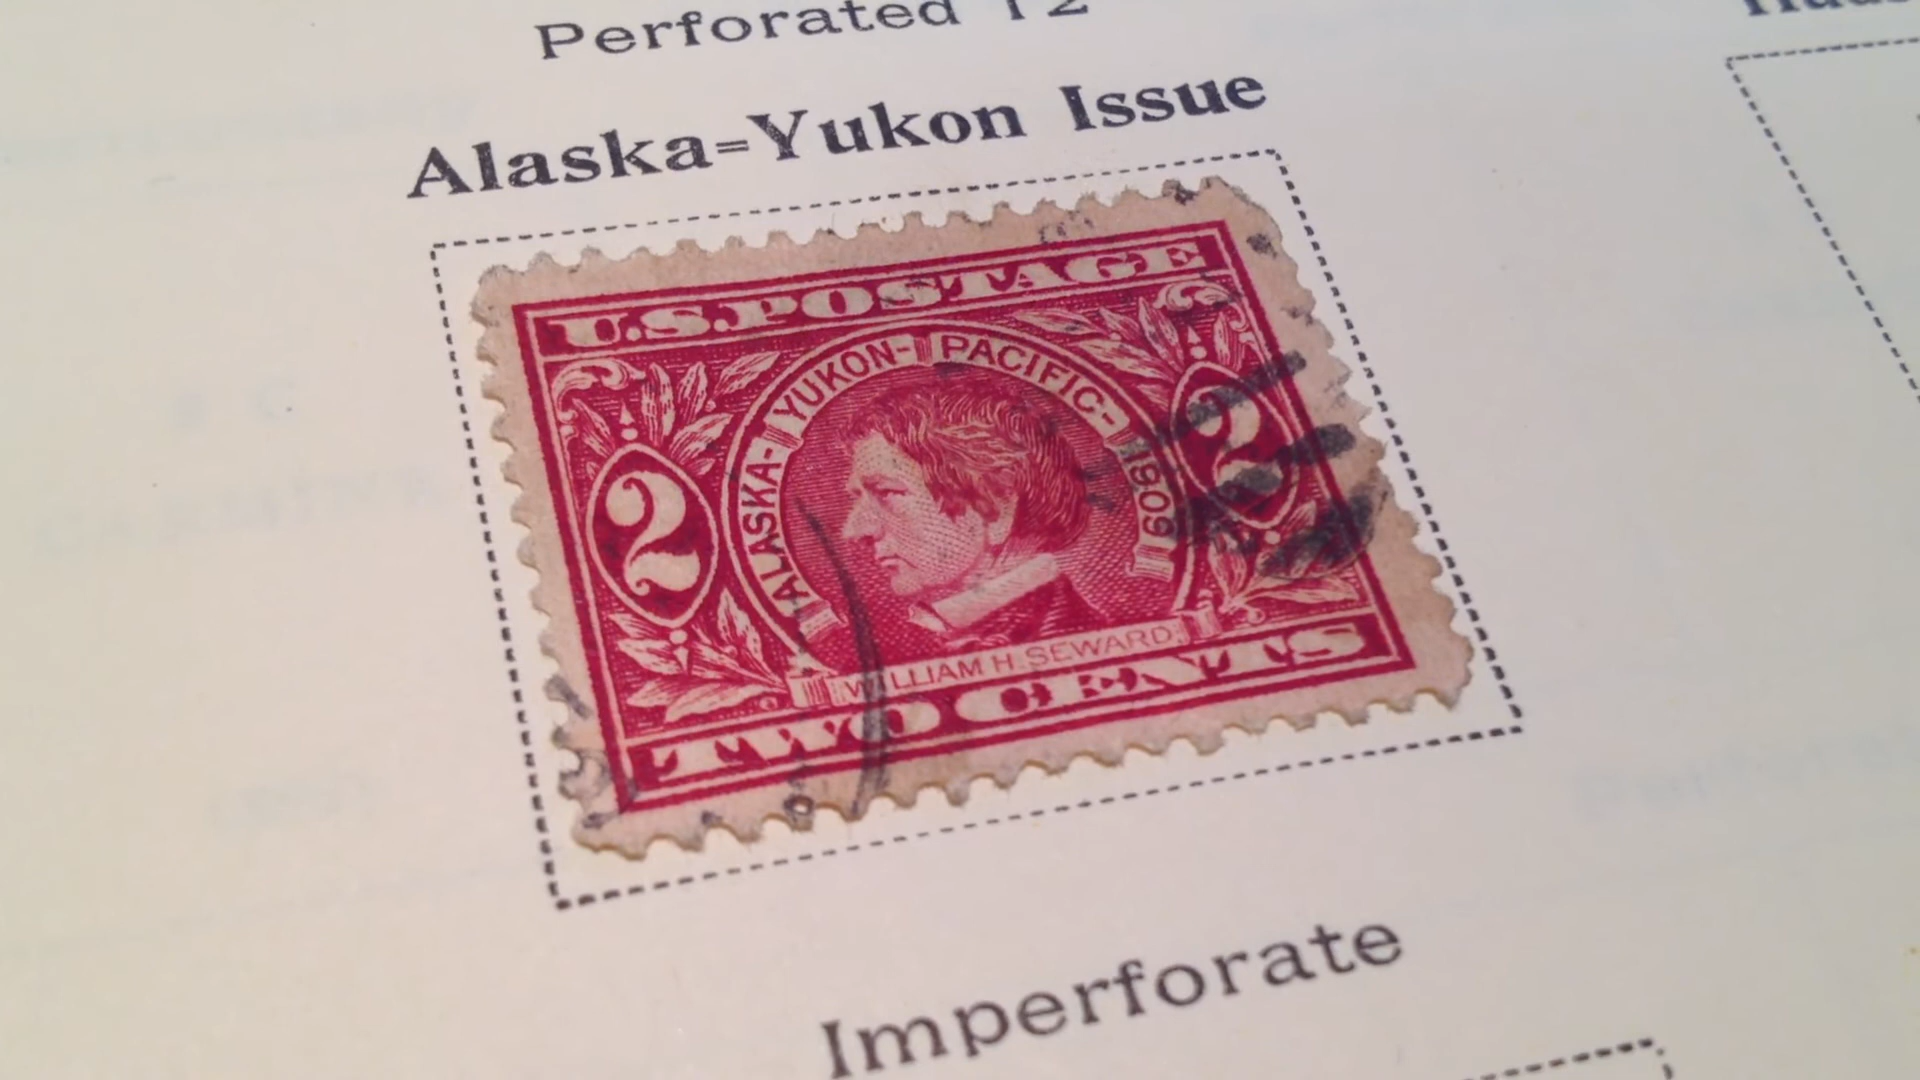 Perforated 12
Alaska=Yukon Issue
U.S.POSTAGE
ALASKA-YUKON-PACIFIC-1909
2
2
WILLIAM H. SEWARD.
TWO CENTS
Imperforate